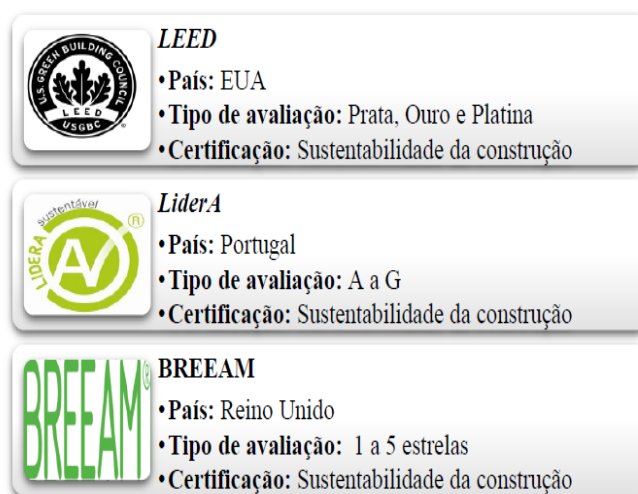 LEED
U.S. GREEN BUILDING COUNCIL
LEED
USGBC
®
• País: EUA
• Tipo de avaliação: Prata, Ouro e Platina
• Certificação: Sustentabilidade da construção
LiderA
sustentável
LIDERA
AV
®
• País: Portugal
• Tipo de avaliação: A a G
• Certificação: Sustentabilidade da construção
BREEAM®
BREEAM
• País: Reino Unido
• Tipo de avaliação: 1 a 5 estrelas
• Certificação: Sustentabilidade da construção